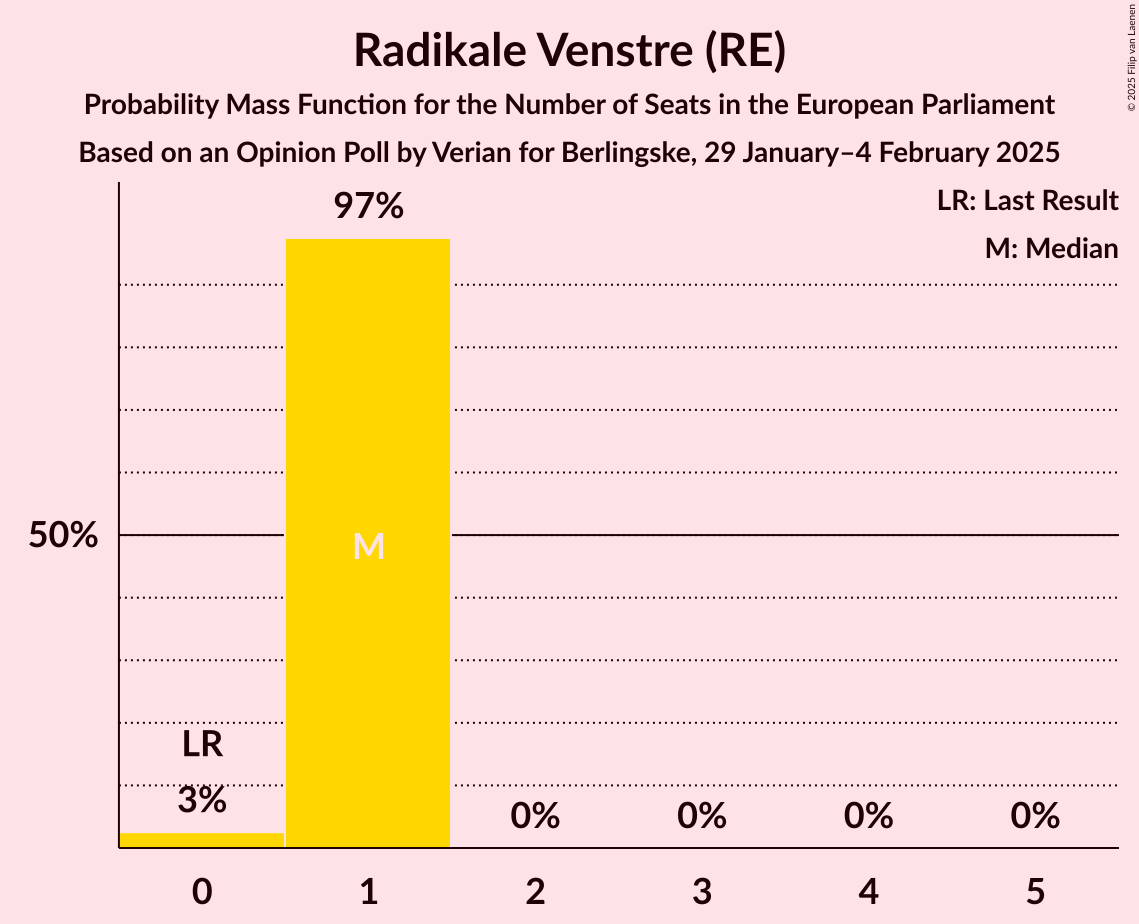 Radikale Venstre (RE)
Probability Mass Function for the Number of Seats in the European Parliament
Based on an Opinion Poll by Verian for Berlingske, 29 January–4 February 2025
© 2025 Filip van Laenen
LR: Last Result
M: Median
97%
50%
M
LR
3%
0%
0%
0%
0%
0
1
2
3
4
5